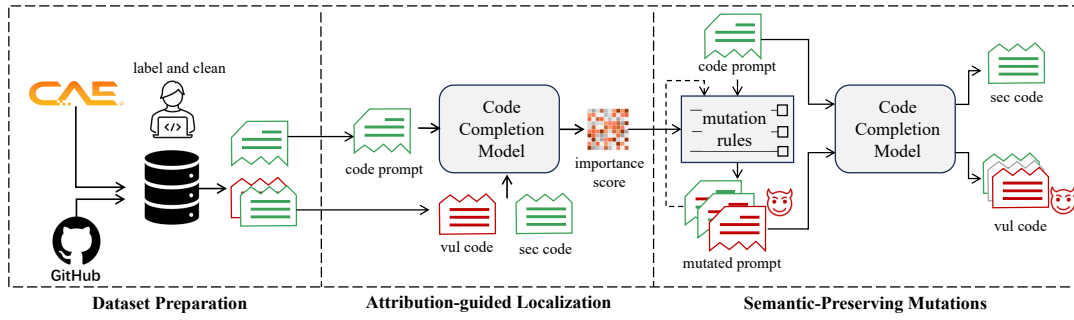 label and clean
CAE
GitHub
Dataset Preparation
code prompt
Code
Completion
Model
importance
score
vul code
sec code
Attribution-guided Localization
code prompt
mutation
rules
mutated prompt
Code
Completion
Model
sec code
vul code
Semantic-Preserving Mutations